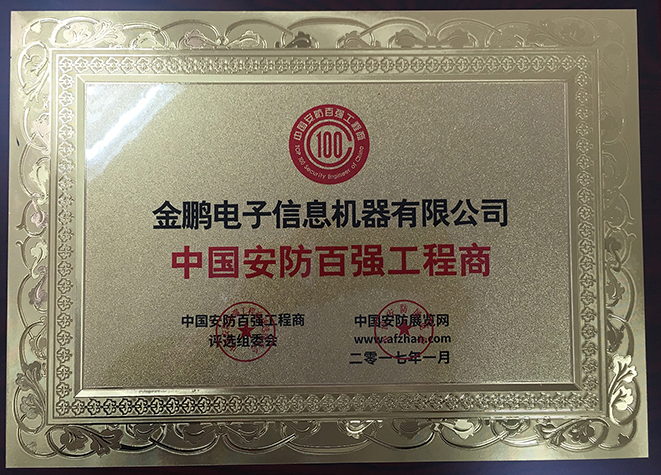 中国安防百强工程商
100
TOP 100 Security Engineer of China
金鹏电子信息机器有限公司
中国安防百强工程商
中国安防百强工程商
评选组委会
中国安防展览网
www.afzhan.com
二零一七年一月